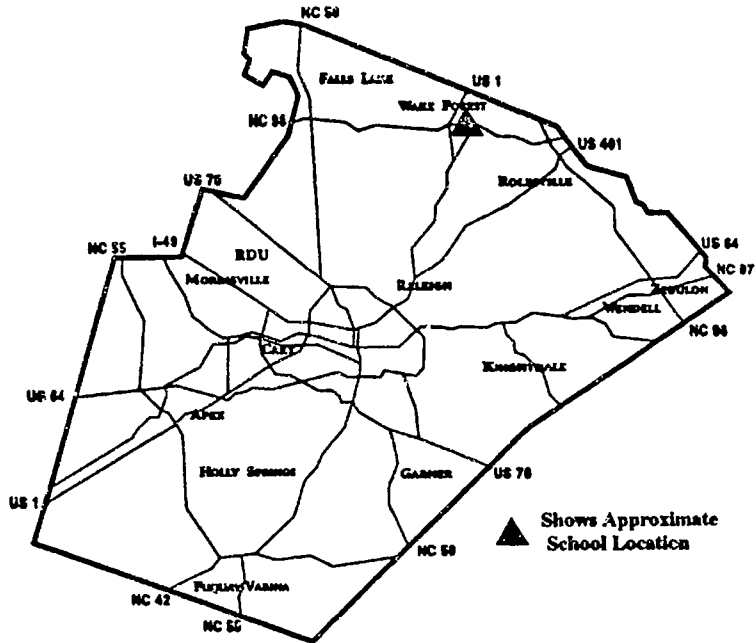 NC 50
US 1
FALLS LAKE
WAKE FOREST
NC 98
US 401
ROLESVILLE
US 70
I-40
NC 55
RDU
MORRISVILLE
RALEIGH
US 64
NC 97
ZEBULON
WENDELL
NC 96
CARY
KNIGHTDALE
US 64
APEX
HOLLY SPRINGS
GARNER
US 70
US 1
Shows Approximate
School Location
NC 50
FUQUAY-VARINA
NC 42
NC 55